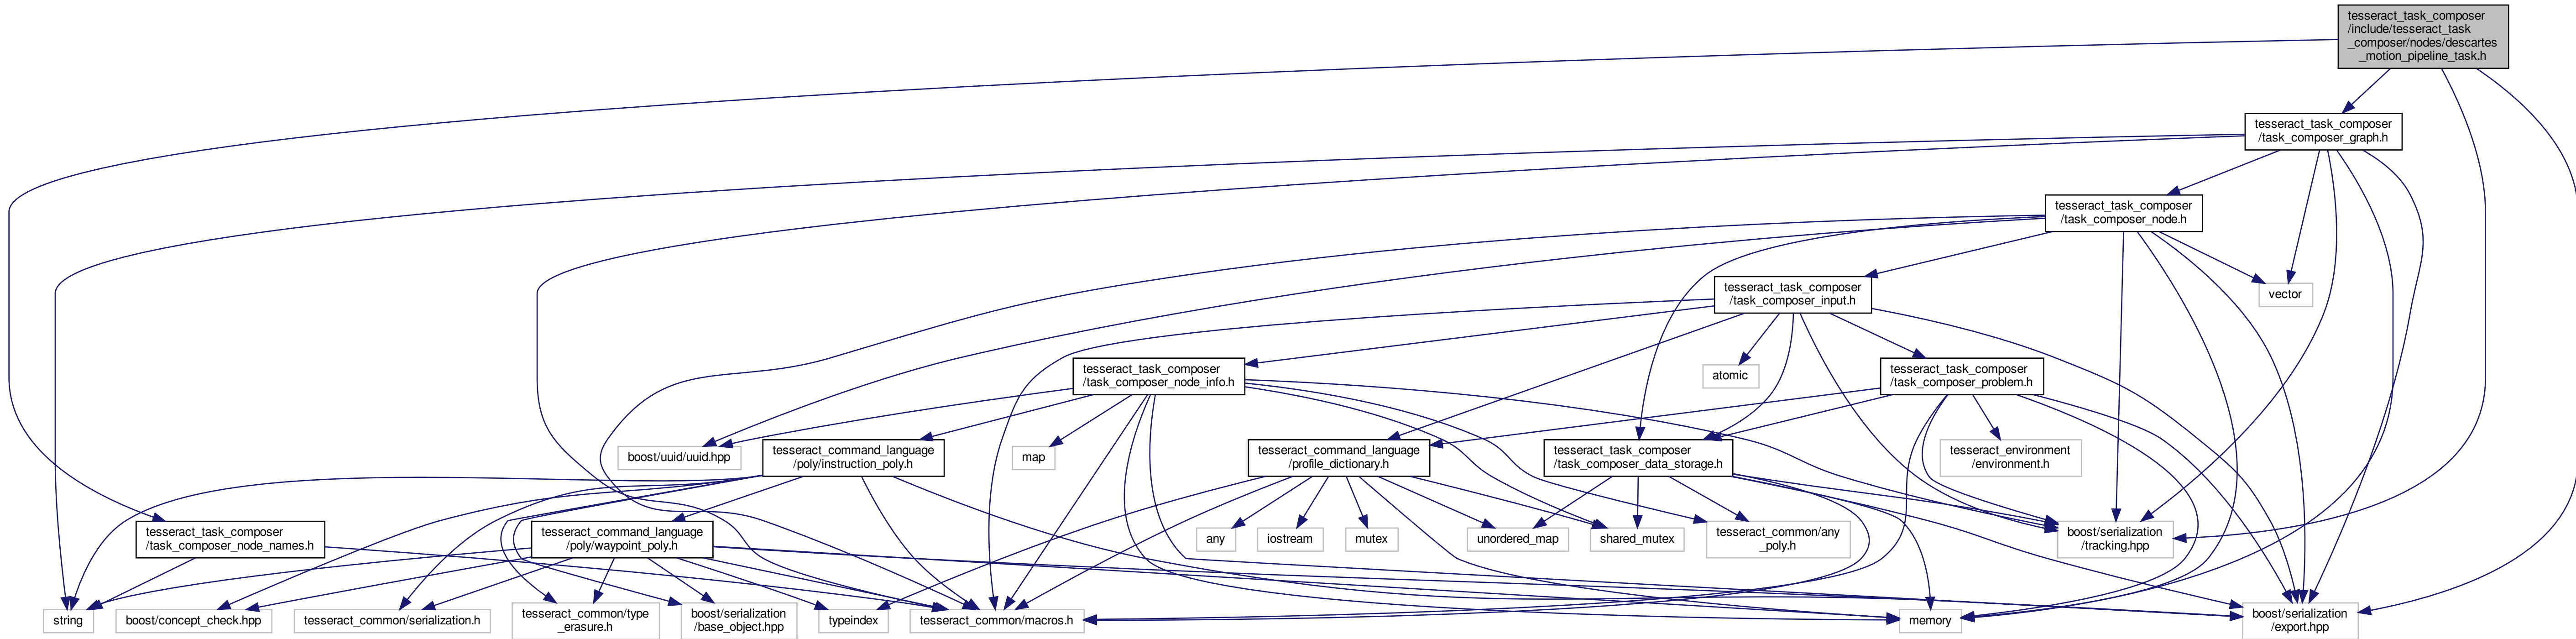 tesseract_task_composer
/include/tesseract_task
_composer/nodes/descartes
_motion_pipeline_task.h
tesseract_task_composer
/task_composer_graph.h
tesseract_task_composer
/task_composer_node.h
tesseract_task_composer
/task_composer_input.h
vector
tesseract_task_composer
/task_composer_node_info.h
atomic
tesseract_task_composer
/task_composer_problem.h
boost/uuid/uuid.hpp
tesseract_command_language
/poly/instruction_poly.h
map
tesseract_command_language
/profile_dictionary.h
tesseract_task_composer
/task_composer_data_storage.h
tesseract_environment
/environment.h
tesseract_task_composer
/task_composer_node_names.h
tesseract_command_language
/poly/waypoint_poly.h
any
iostream
mutex
unordered_map
shared_mutex
tesseract_common/any
_poly.h
boost/serialization
/tracking.hpp
string
boost/concept_check.hpp
tesseract_common/serialization.h
tesseract_common/type
_erasure.h
boost/serialization
/base_object.hpp
typeindex
tesseract_common/macros.h
memory
boost/serialization
/export.hpp